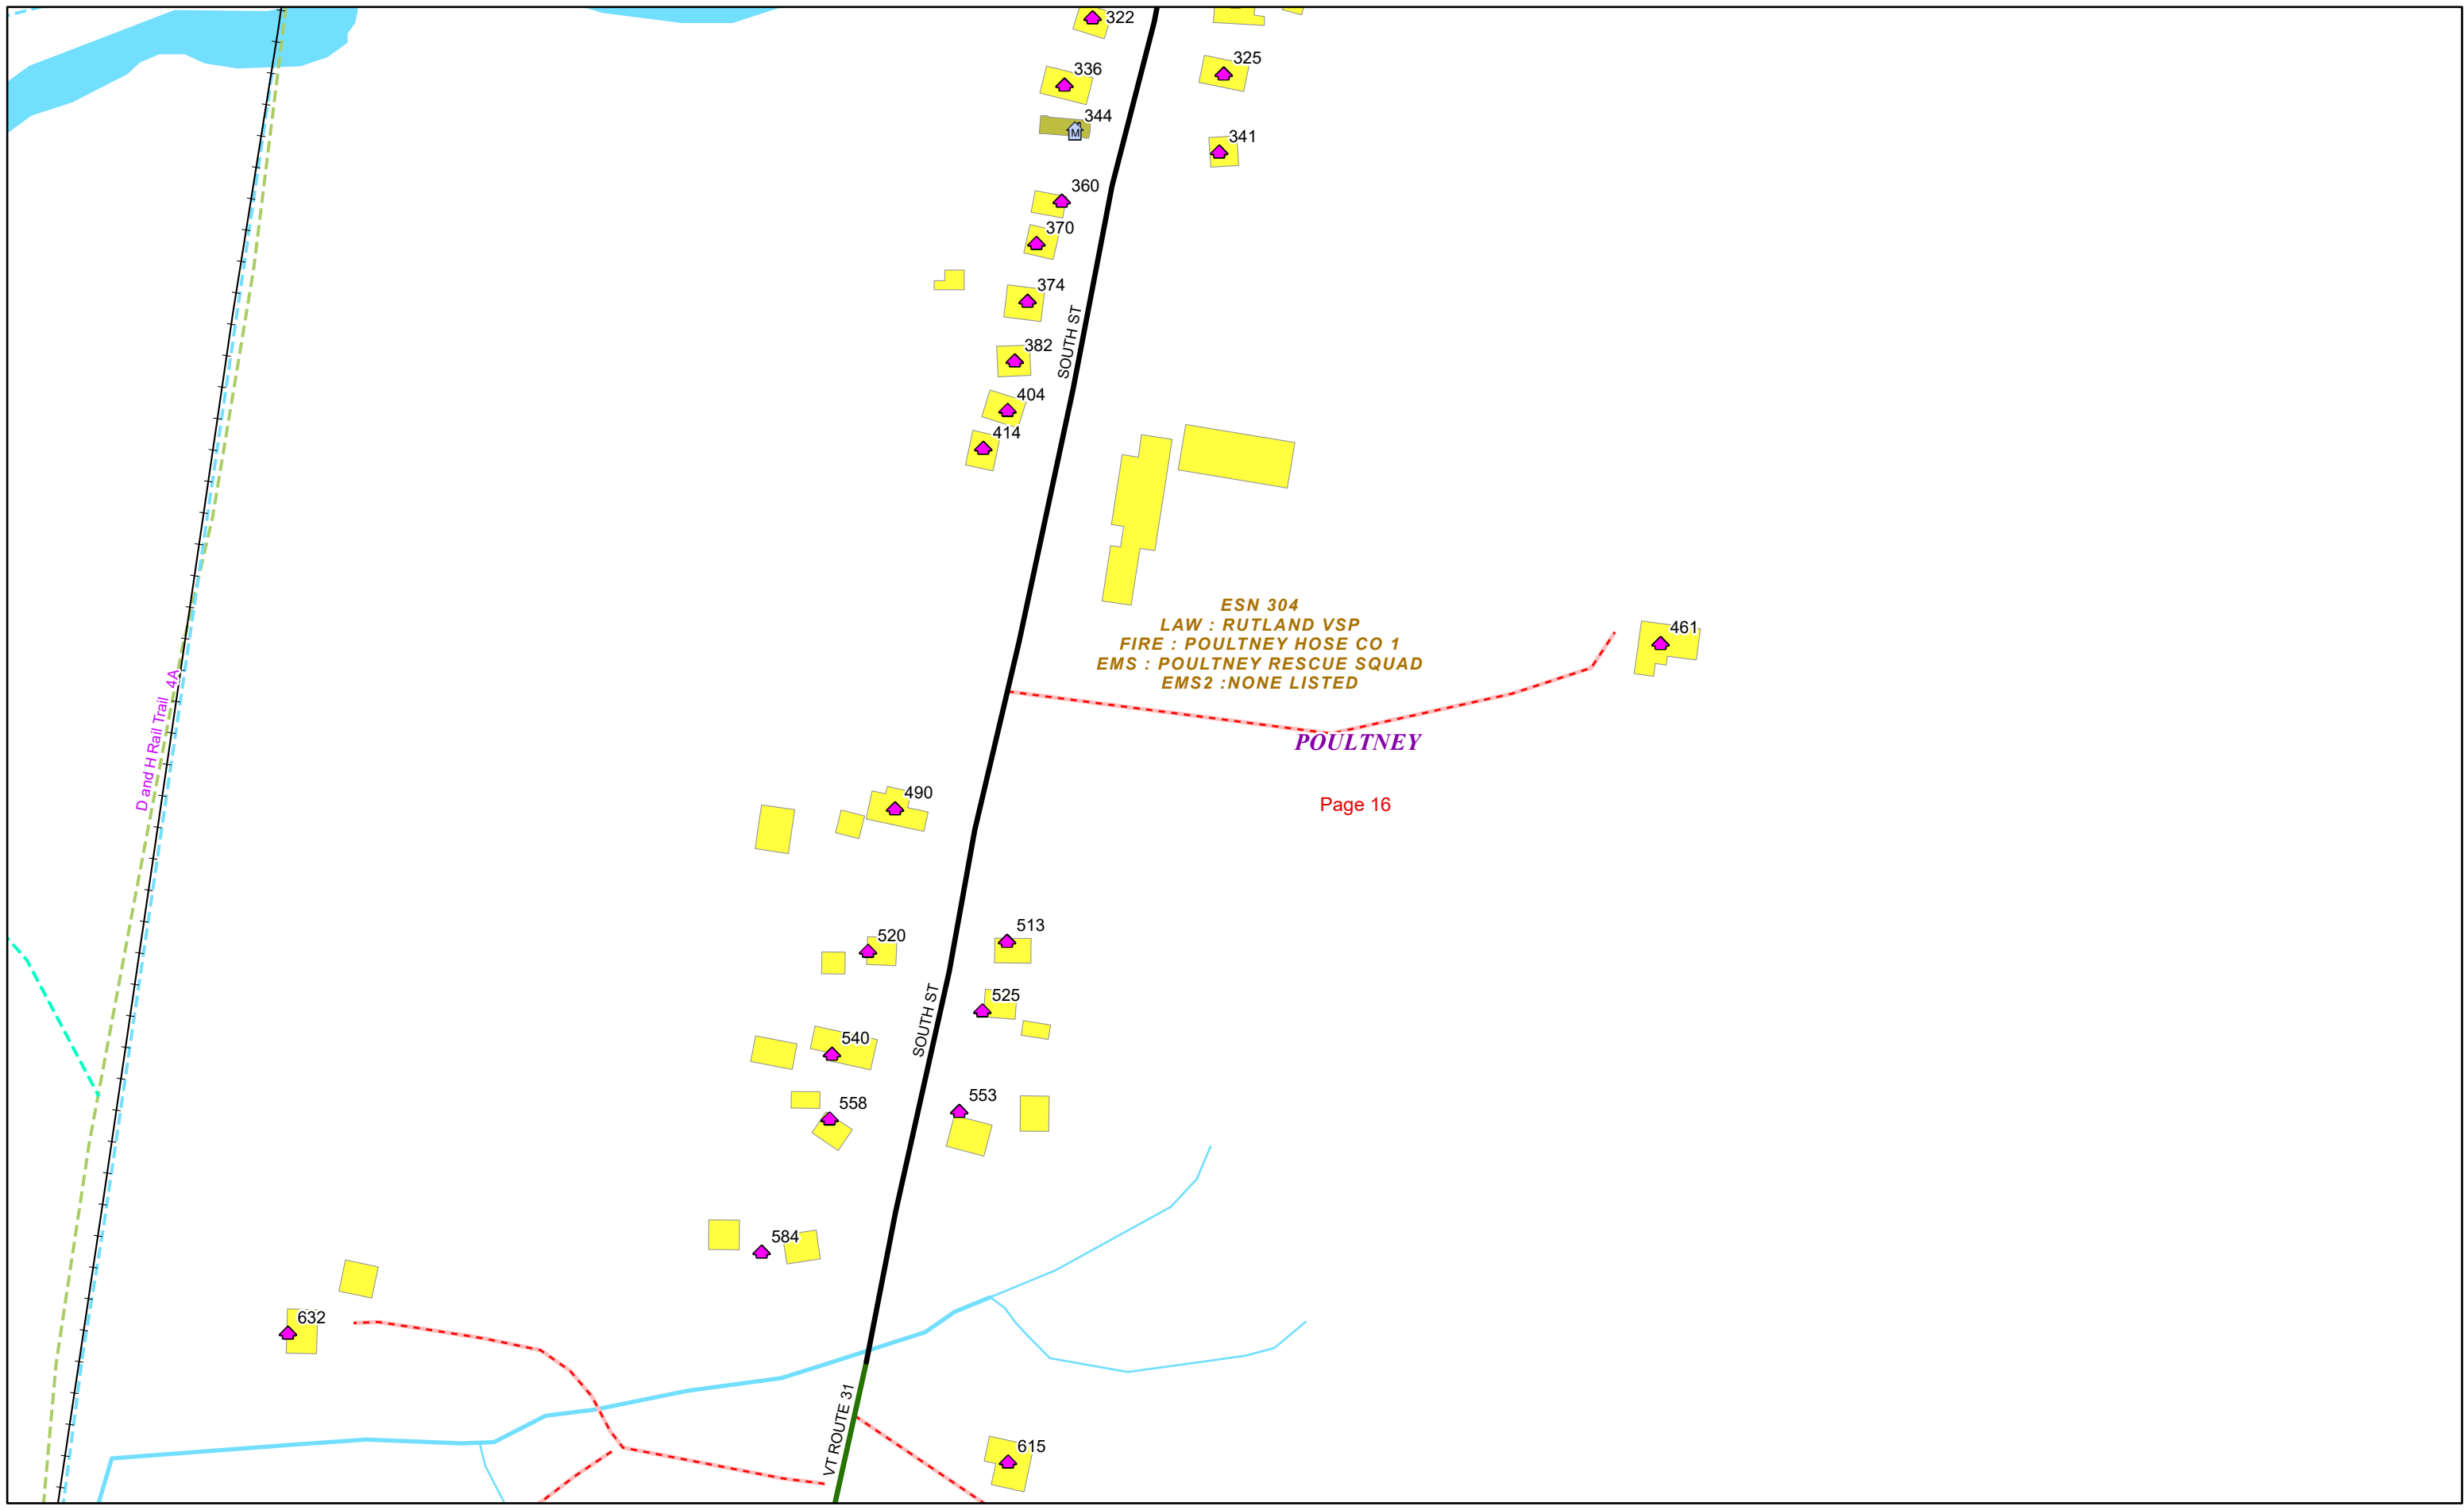 322
325
336
344
M
341
360
370
374
SOUTH ST
382
404
414
ESN 304
LAW : RUTLAND VSP
FIRE : POULTNEY HOSE CO 1
EMS : POULTNEY RESCUE SQUAD
EMS2 :NONE LISTED
461
D and H Rail Trail 4A
POULTNEY
Page 16
490
520
513
525
SOUTH ST
540
558
553
584
632
VT ROUTE 31
615